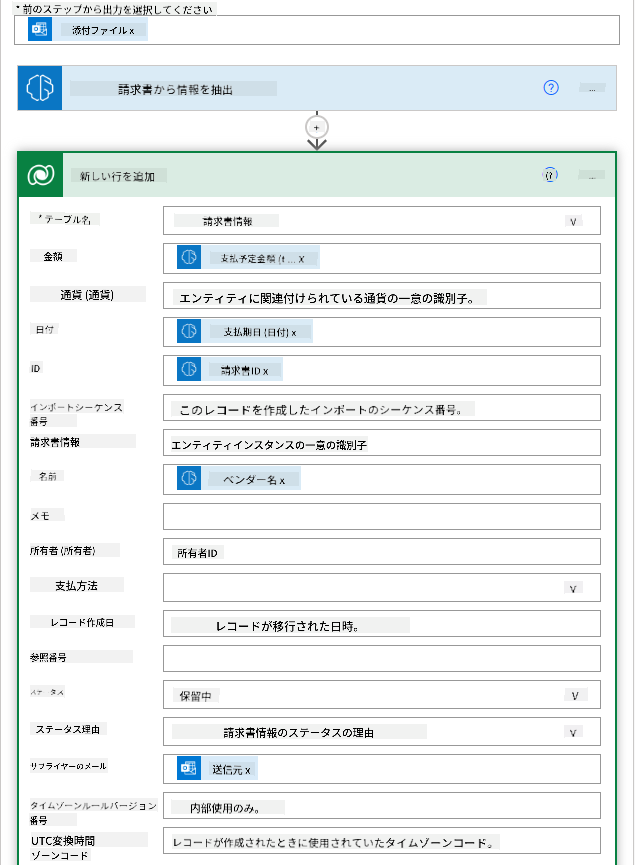 * 前のステップから出力を選択してください
添付ファイル x
請求書から情報を抽出
? ...
+
新しい行を追加
...
* テーブル名 請求書情報 V
金額 支払予定金額 (t ... X
通貨 (通貨) エンティティに関連付けられている通貨の一意の識別子。
日付 支払期日 (日付) x
ID 請求書ID x
インポートシーケンス
番号
このレコードを作成したインポートのシーケンス番号。
請求書情報 エンティティインスタンスの一意の識別子
名前 ベンダー名 x
メモ
所有者 (所有者) 所有者ID
支払方法 V
レコード作成日 レコードが移行された日時。
参照番号
ステータス 保留中 V
ステータス理由 請求書情報のステータスの理由 V
サプライヤーのメール 送信元 x
タイムゾーンルールバージョン
番号
内部使用のみ。
UTC変換時間
ゾーンコード
レコードが作成されたときに使用されていたタイムゾーンコード。